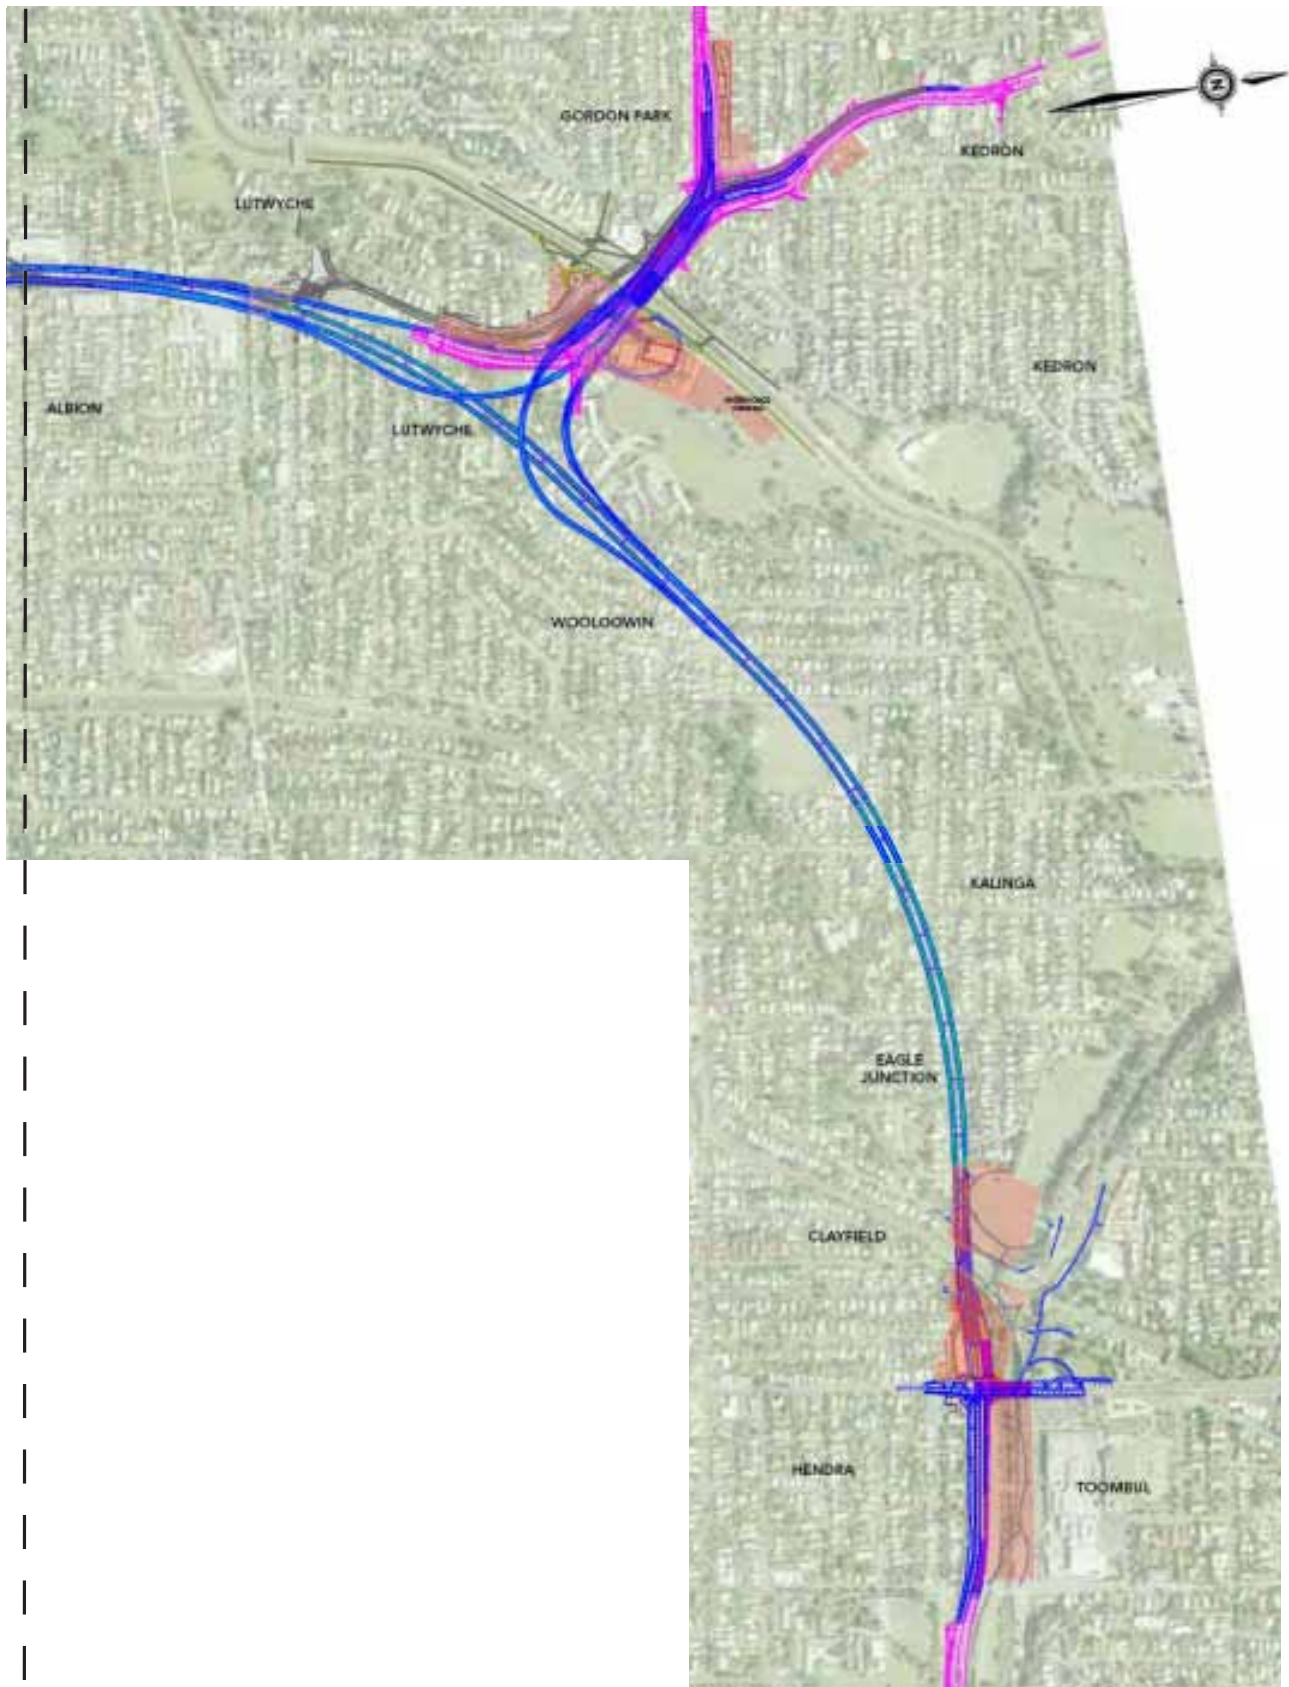 GORDON PARK
KEDRON
LUTWYCHE
KEDRON
ALBION
LUTWYCHE
WOOLOOWIN
KALINGA
EAGLE
JUNCTION
CLAYFIELD
HENDRA
TOOMBUL